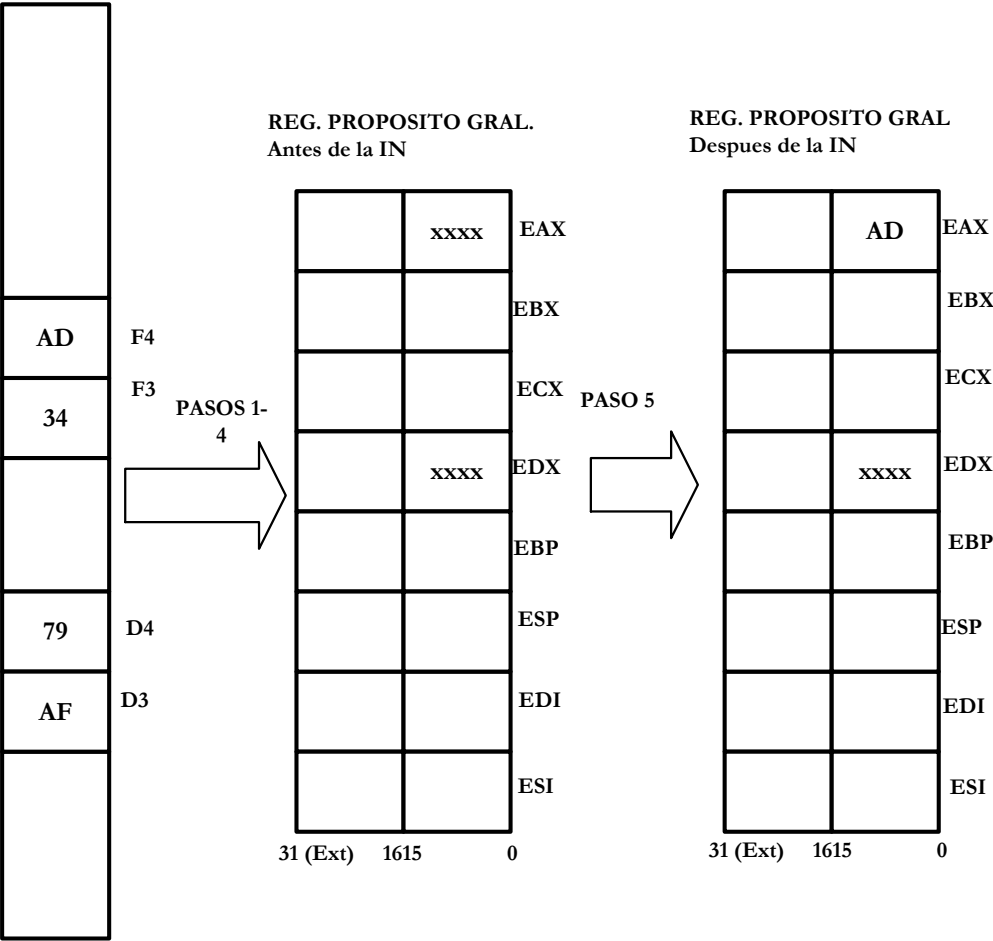 AD
F4
34
F3
79
D4
AF
D3
PASOS 1-
4
REG. PROPOSITO GRAL.
Antes de la IN
xxxx
EAX
EBX
ECX
xxxx
EDX
EBP
ESP
EDI
ESI
31 (Ext) 1615 0
PASO 5
REG. PROPOSITO GRAL
Despues de la IN
AD
EAX
EBX
ECX
xxxx
EDX
EBP
ESP
EDI
ESI
31 (Ext) 1615 0